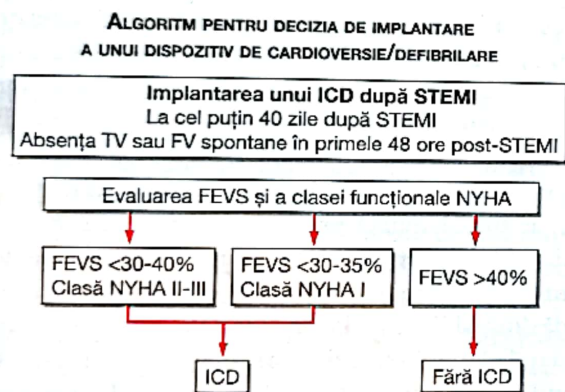 ALGORITM PENTRU DECIZIA DE IMPLANTARE
A UNUI DISPOZITIV DE CARDIOVERSIE/DEFIBRILARE
Implantarea unui ICD după STEMI
La cel puțin 40 zile după STEMI
Absența TV sau FV spontane în primele 48 ore post-STEMI
Evaluarea FEVS și a clasei funcționale NYHA
FEVS <30-40%
Clasă NYHA II-III
FEVS <30-35%
Clasă NYHA I
FEVS >40%
ICD
Fără ICD